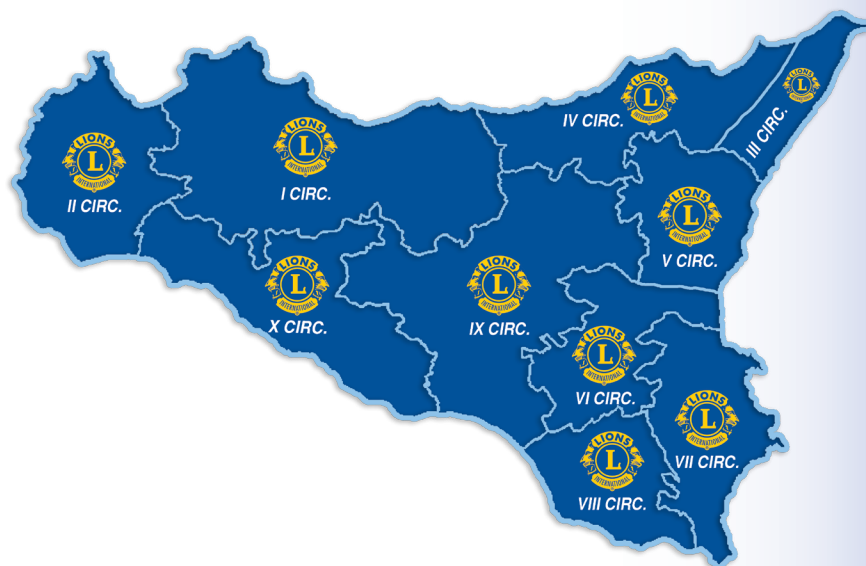 LIONS
L
INTERNATIONAL
IV CIRC.
LIONS
L
III CIRC.
LIONS
L
INTERNATIONAL
II CIRC.
LIONS
L
INTERNATIONAL
I CIRC.
LIONS
L
INTERNATIONAL
V CIRC.
LIONS
L
INTERNATIONAL
X CIRC.
LIONS
L
INTERNATIONAL
IX CIRC.
LIONS
L
INTERNATIONAL
VI CIRC.
LIONS
L
INTERNATIONAL
VII CIRC.
LIONS
L
INTERNATIONAL
VIII CIRC.